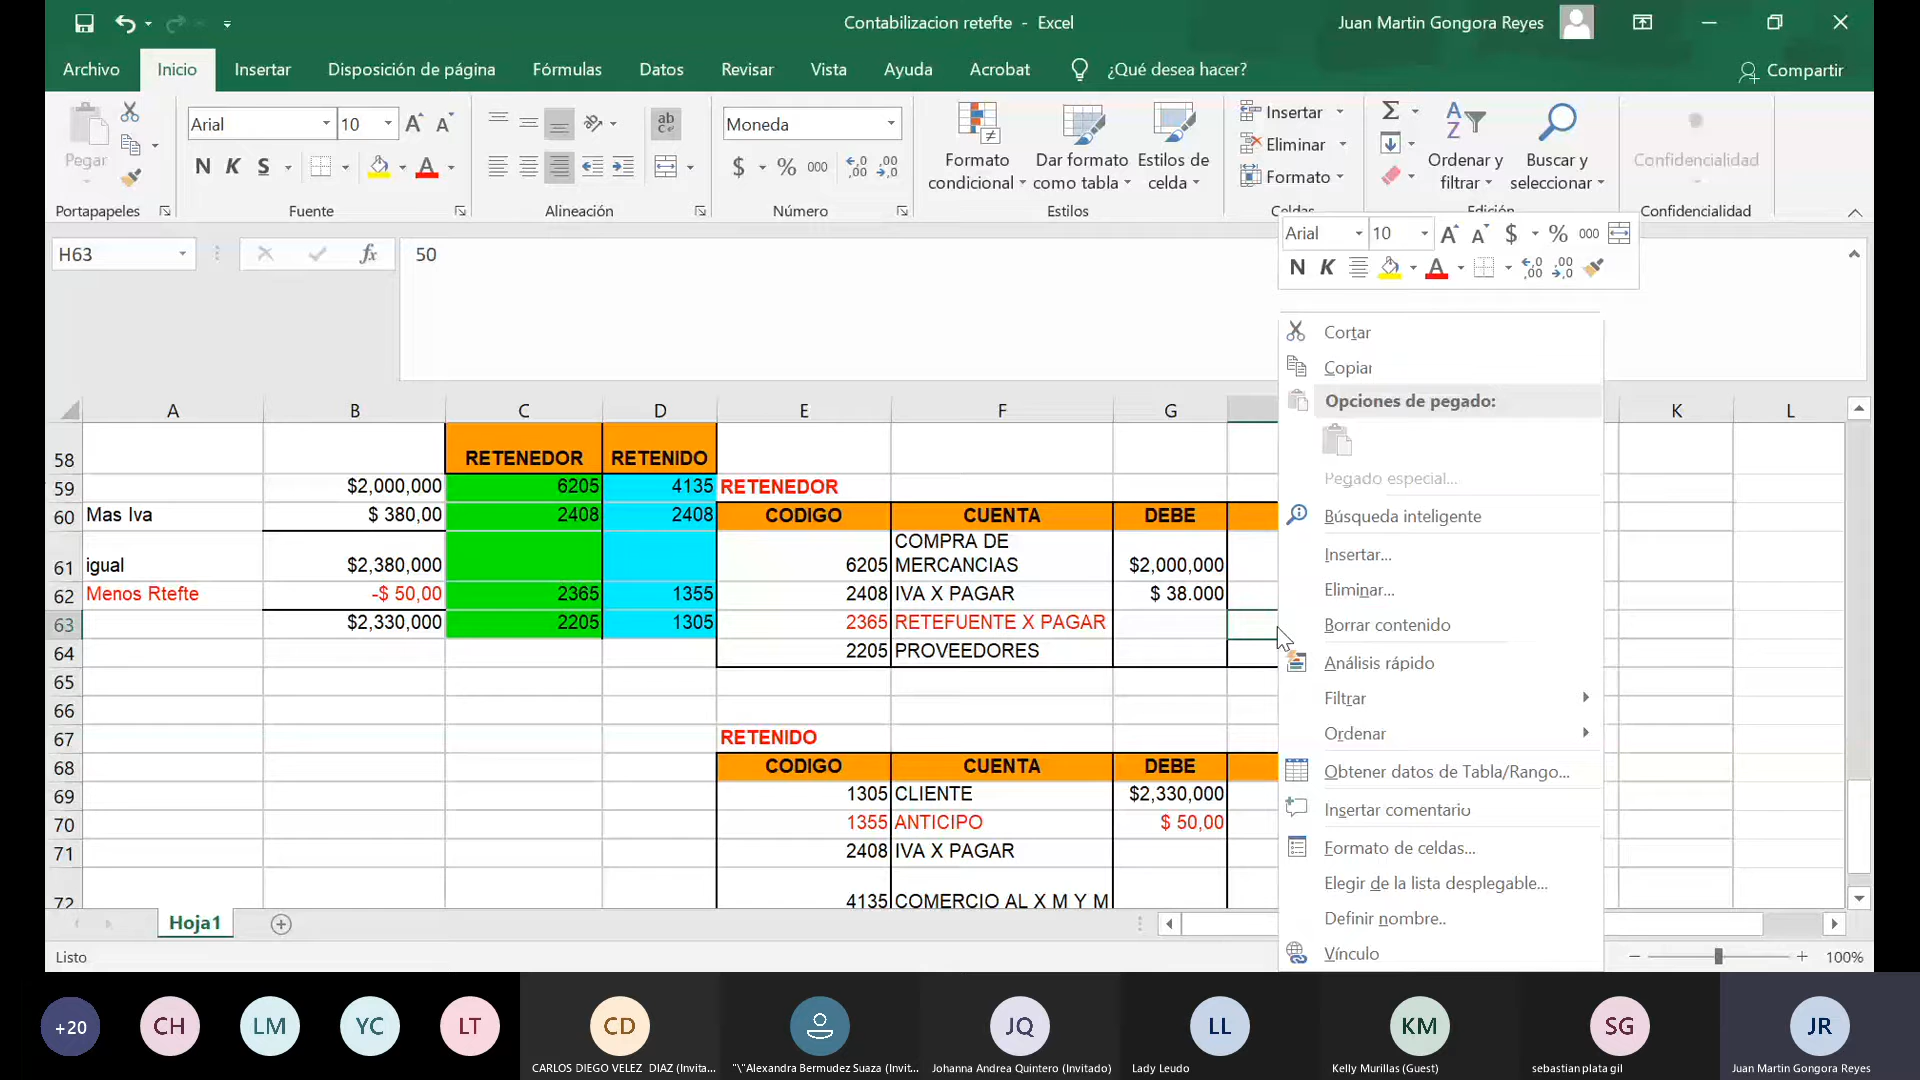 Contabilizacion retefte - Excel
Juan Martin Gongora Reyes
Archivo Inicio Insertar Disposición de página Fórmulas Datos Revisar Vista Ayuda Acrobat ¿Qué desea hacer? Compartir
Pegar
Portapapeles
Arial 10
N K S A
Fuente
ab
Alineación
Moneda
$ % 000
Número
Formato condicional
Dar formato como tabla
Estilos de celda
Estilos
Insertar
Eliminar
Formato
Celdas
Ordenar y filtrar
Buscar y seleccionar
Edición
Confidencialidad
Confidencialidad
H63 fx 50
Arial 10 $ % 000
N K A
A B C D E F G K L
58 RETENEDOR RETENIDO
59 $2,000,000 6205 4135 RETENEDOR
60 Mas Iva $ 380,00 2408 2408 CODIGO CUENTA DEBE
61 igual $2,380,000 6205 COMPRA DE MERCANCIAS $2,000,000
62 Menos Rtefte -$ 50,00 2365 1355 2408 IVA X PAGAR $ 38.000
63 $2,330,000 2205 1305 2365 RETEFUENTE X PAGAR
64 2205 PROVEEDORES
65
66
67 RETENIDO
68 CODIGO CUENTA DEBE
69 1305 CLIENTE $2,330,000
70 1355 ANTICIPO $ 50,00
71 2408 IVA X PAGAR
72 4135 COMERCIO AL X M Y M
Cortar
Copiar
Opciones de pegado:
Pegado especial...
Búsqueda inteligente
Insertar...
Eliminar...
Borrar contenido
Análisis rápido
Filtrar
Ordenar
Obtener datos de Tabla/Rango...
Insertar comentario
Formato de celdas...
Elegir de la lista desplegable...
Definir nombre..
Vínculo
Hoja1
Listo
100%
+20 CH LM YC LT CD JQ LL KM SG JR
CARLOS DIEGO VELEZ DIAZ (Invita...
"\"Alexandra Bermudez Suaza (Invit...
Johanna Andrea Quintero (Invitado)
Lady Leudo
Kelly Murillas (Guest)
sebastian plata gil
Juan Martin Gongora Reyes